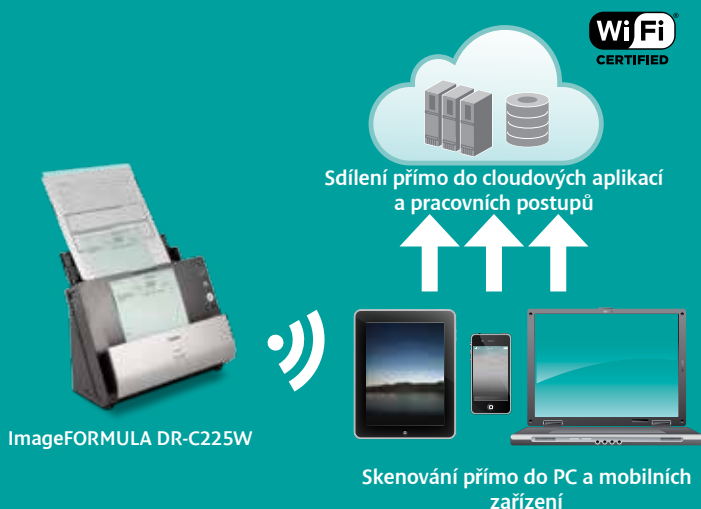 Wi Fi
CERTIFIED
Sdílení přímo do cloudových aplikací
a pracovních postupů
ImageFORMULA DR-C225W
Skenování přímo do PC a mobilních
zařízení